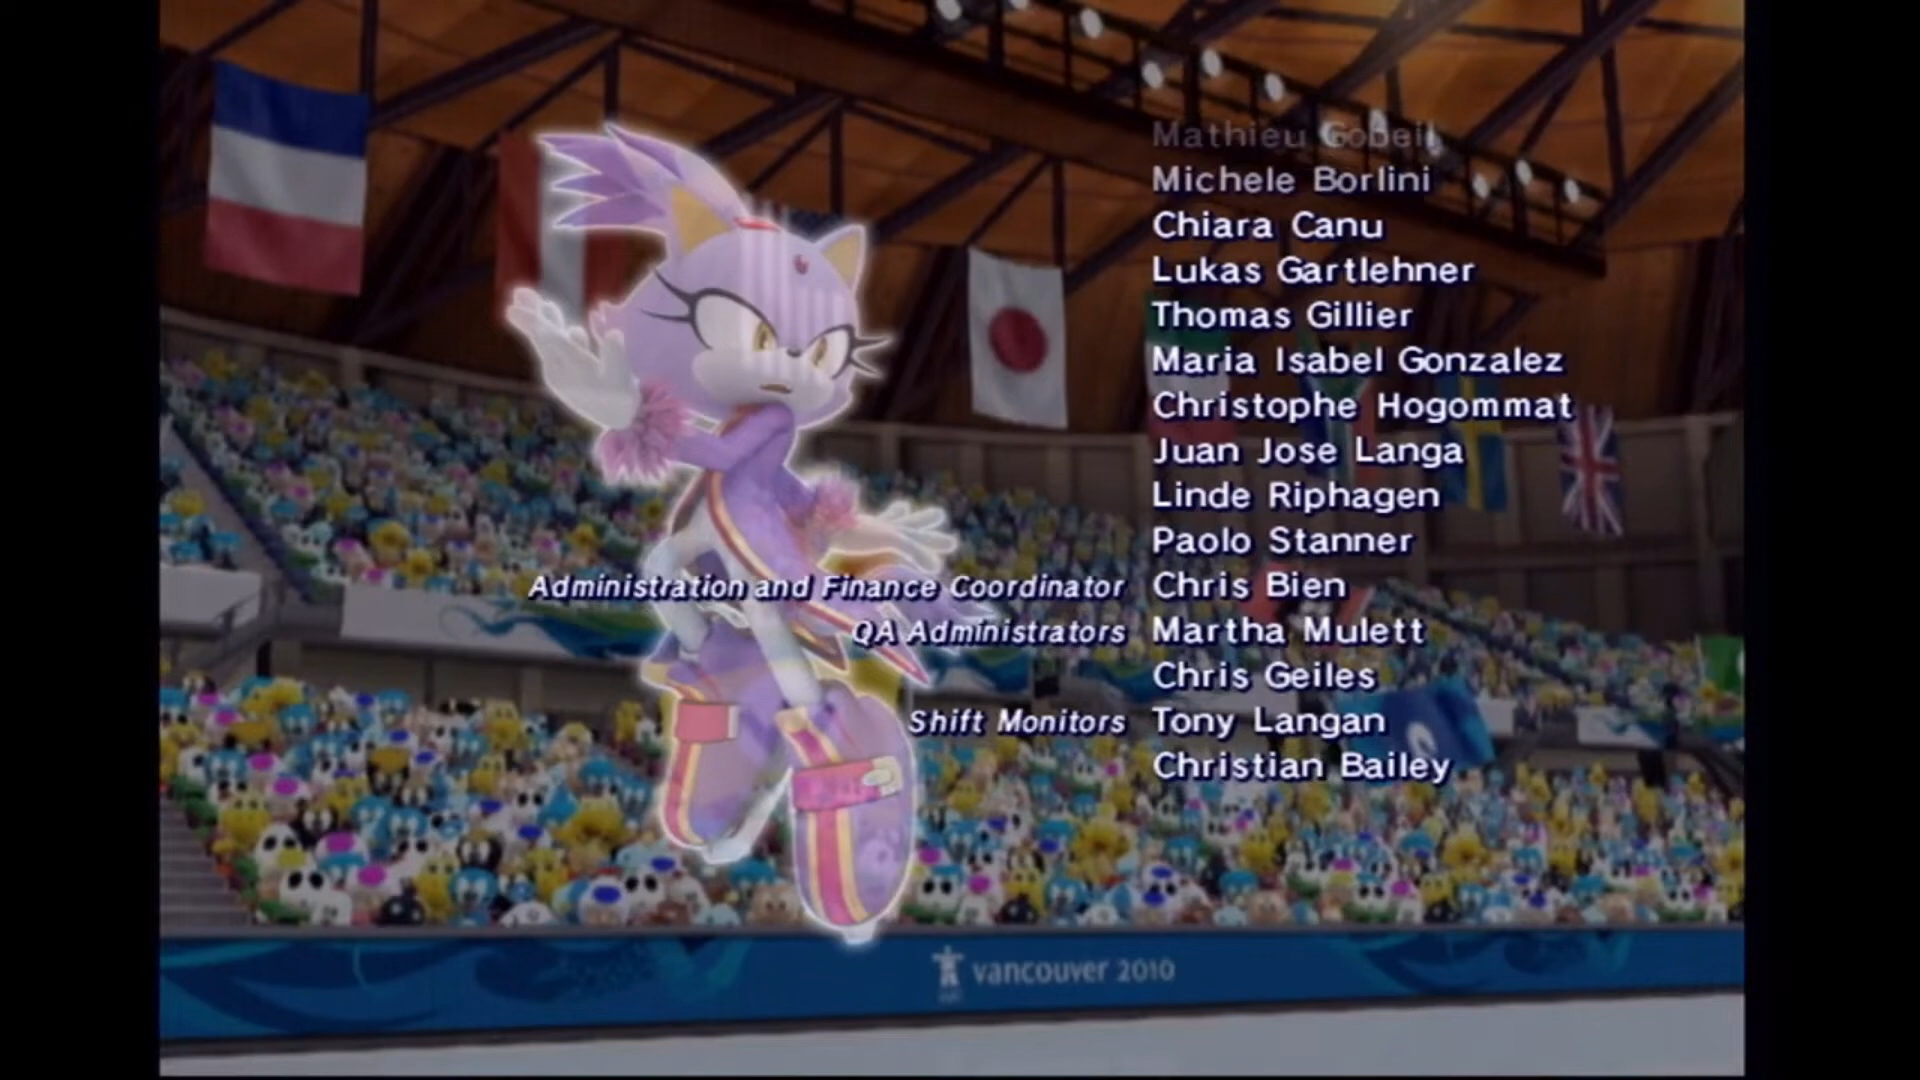 Mathieu Gobeil
Michele Borlini
Chiara Canu
Lukas Gartlehner
Thomas Gillier
Maria Isabel Gonzalez
Christophe Hogommat
Juan Jose Langa
Linde Riphagen
Paolo Stanner
Administration and Finance Coordinator Chris Bien
QA Administrators Martha Mulett
Chris Geiles
Shift Monitors Tony Langan
Christian Bailey
vancouver 2010